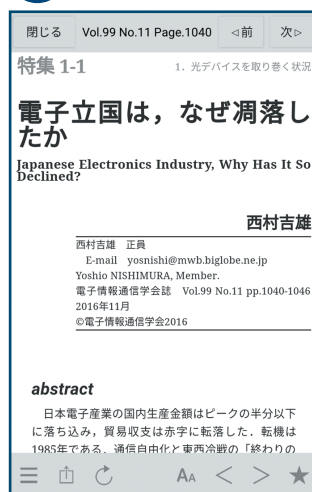 閉じる Vol.99 No.11 Page.1040 ◁前 次▷
特集 1-1 1. 光デバイスを取り巻く状況
電子立国は，なぜ凋落し
たか
Japanese Electronics Industry, Why Has It So
Declined?
西村吉雄
西村吉雄 正員
E-mail yosnishi@mwb.biglobe.ne.jp
Yoshio NISHIMURA, Member.
電子情報通信学会誌 Vol.99 No.11 pp.1040-1046
2016年11月
©電子情報通信学会2016
abstract
日本電子産業の国内生産金額はピークの半分以下
に落ち込み，貿易収支は赤字に転落した．転機は
1985年である．通信自由化と東西冷戦の「終わりの
AA